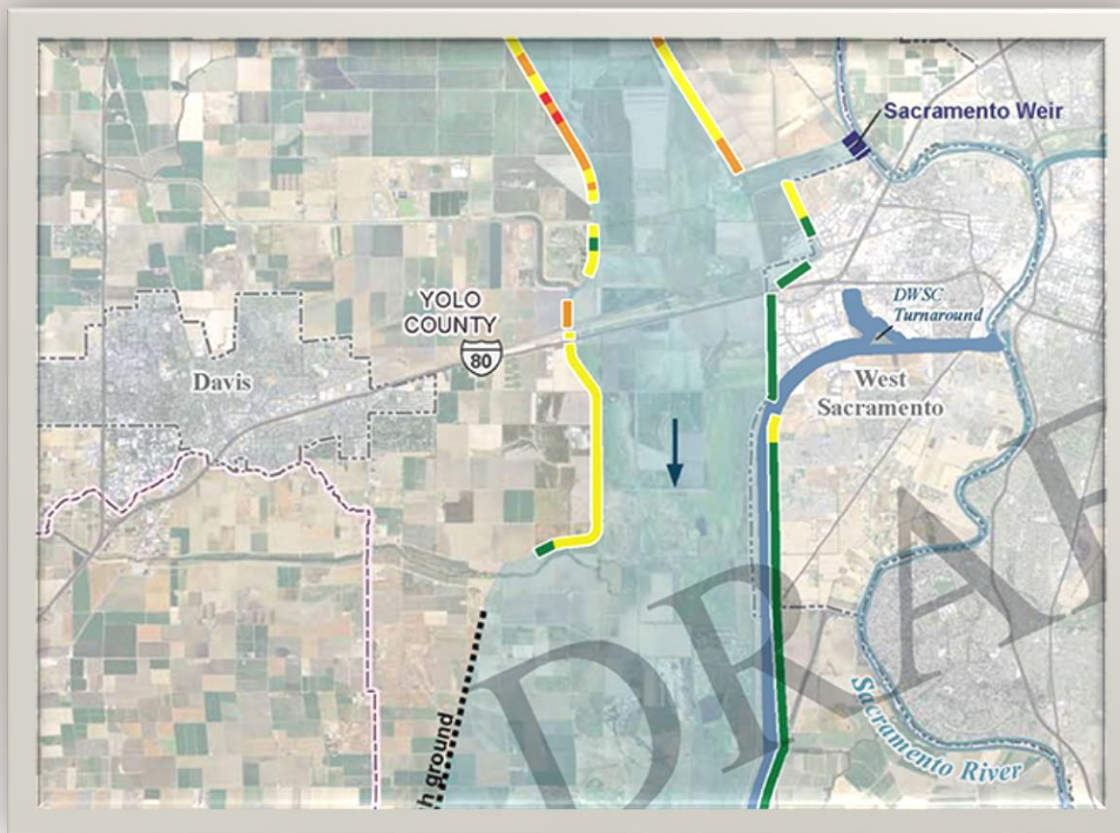 Sacramento Weir
YOLO
COUNTY
80
DWSC
Turnaround
Davis
West
Sacramento
DRAF
h ground
Sacramento River